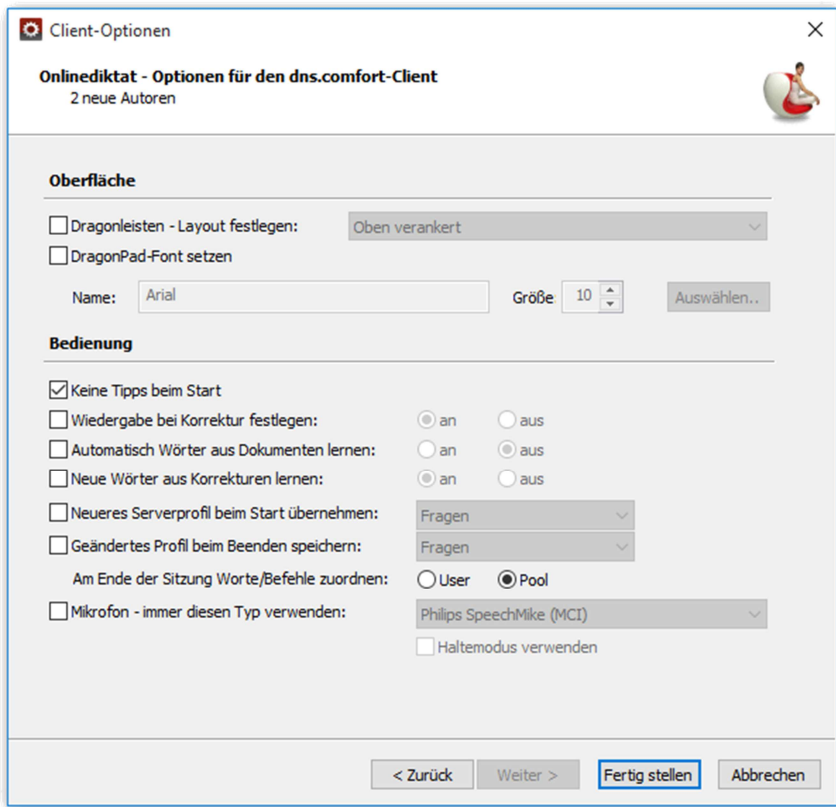 Client-Optionen
Onlinediktat - Optionen für den dns.comfort-Client
2 neue Autoren
Oberfläche
Dragonleisten - Layout festlegen: Oben verankert
DragonPad-Font setzen
Name: Arial Größe 10 Auswählen..
Bedienung
Keine Tipps beim Start
Wiedergabe bei Korrektur festlegen: an aus
Automatisch Wörter aus Dokumenten lernen: an aus
Neue Wörter aus Korrekturen lernen: an aus
Neueres Serverprofil beim Start übernehmen: Fragen
Geändertes Profil beim Beenden speichern: Fragen
Am Ende der Sitzung Worte/Befehle zuordnen: User Pool
Mikrofon - immer diesen Typ verwenden: Philips SpeechMike (MCI)
Haltemodus verwenden
< Zurück Weiter > Fertig stellen Abbrechen